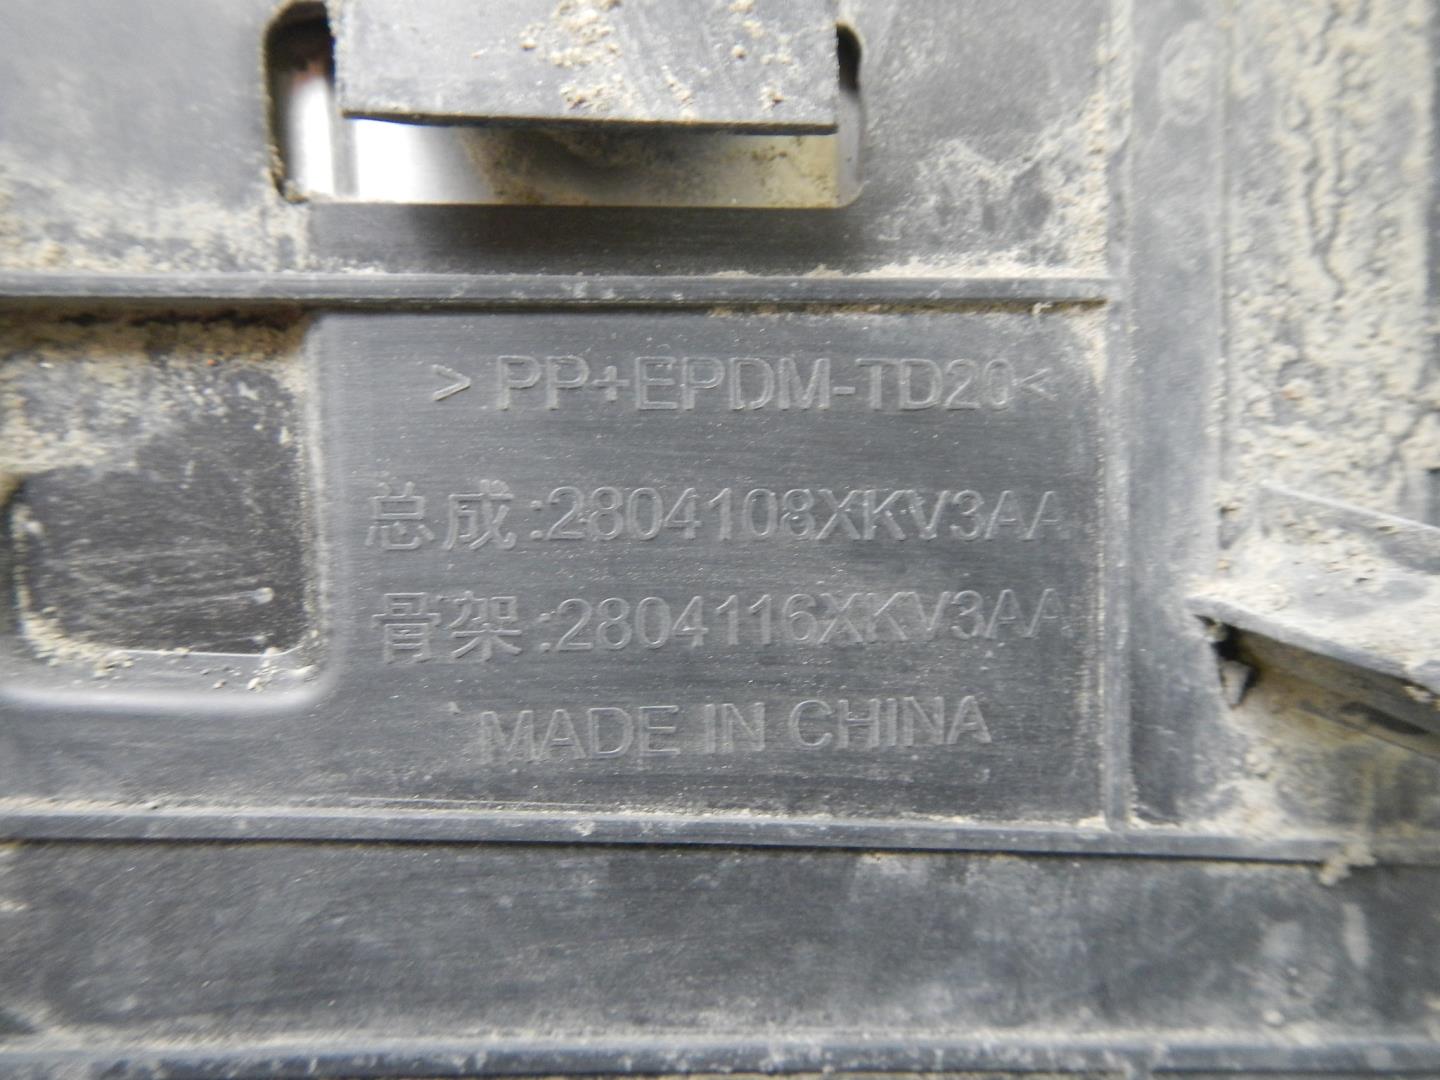 > PP+EPDM-TD20<
总成:2804108XKV3AA
骨架:2804116XKV3AA
MADE IN CHINA